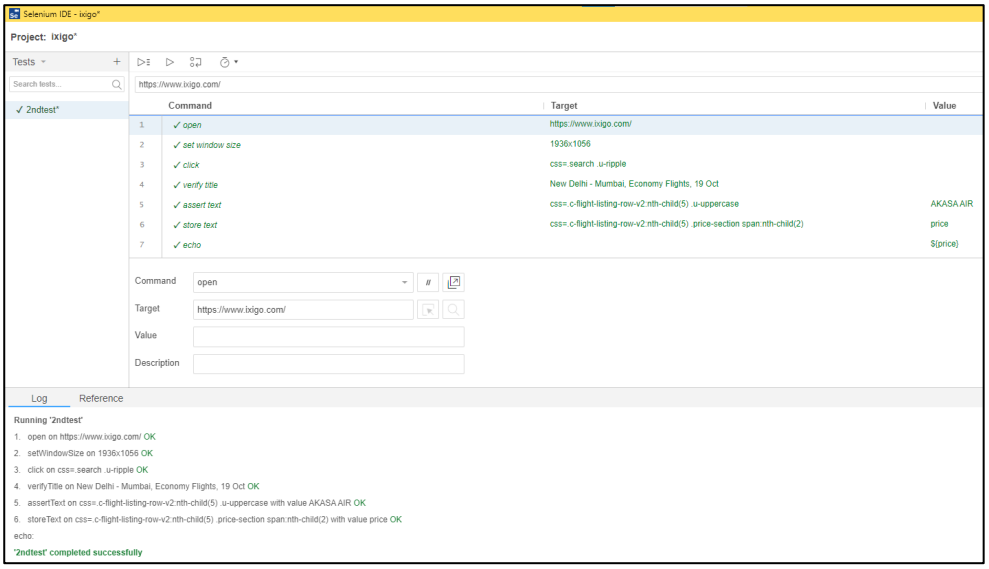 Selenium IDE - ixigo*
Project: ixigo*
Tests
Search tests...
https://www.ixigo.com/
✓ 2ndtest*
Command Target Value
1 ✓ open https://www.ixigo.com/
2 ✓ set window size 1936x1056
3 ✓ click css=.search .u-ripple
4 ✓ verify title New Delhi - Mumbai, Economy Flights, 19 Oct
5 ✓ assert text css=.c-flight-listing-row-v2:nth-child(5) .u-uppercase AKASA AIR
6 ✓ store text css=.c-flight-listing-row-v2:nth-child(5) .price-section span:nth-child(2) price
7 ✓ echo ${price}
Command open //
Target https://www.ixigo.com/
Value
Description
Log Reference
Running '2ndtest'
1. open on https://www.ixigo.com/ OK
2. setWindowSize on 1936x1056 OK
3. click on css=.search .u-ripple OK
4. verifyTitle on New Delhi - Mumbai, Economy Flights, 19 Oct OK
5. assertText on css=.c-flight-listing-row-v2:nth-child(5) .u-uppercase with value AKASA AIR OK
6. storeText on css=.c-flight-listing-row-v2:nth-child(5) .price-section span:nth-child(2) with value price OK
echo:
'2ndtest' completed successfully